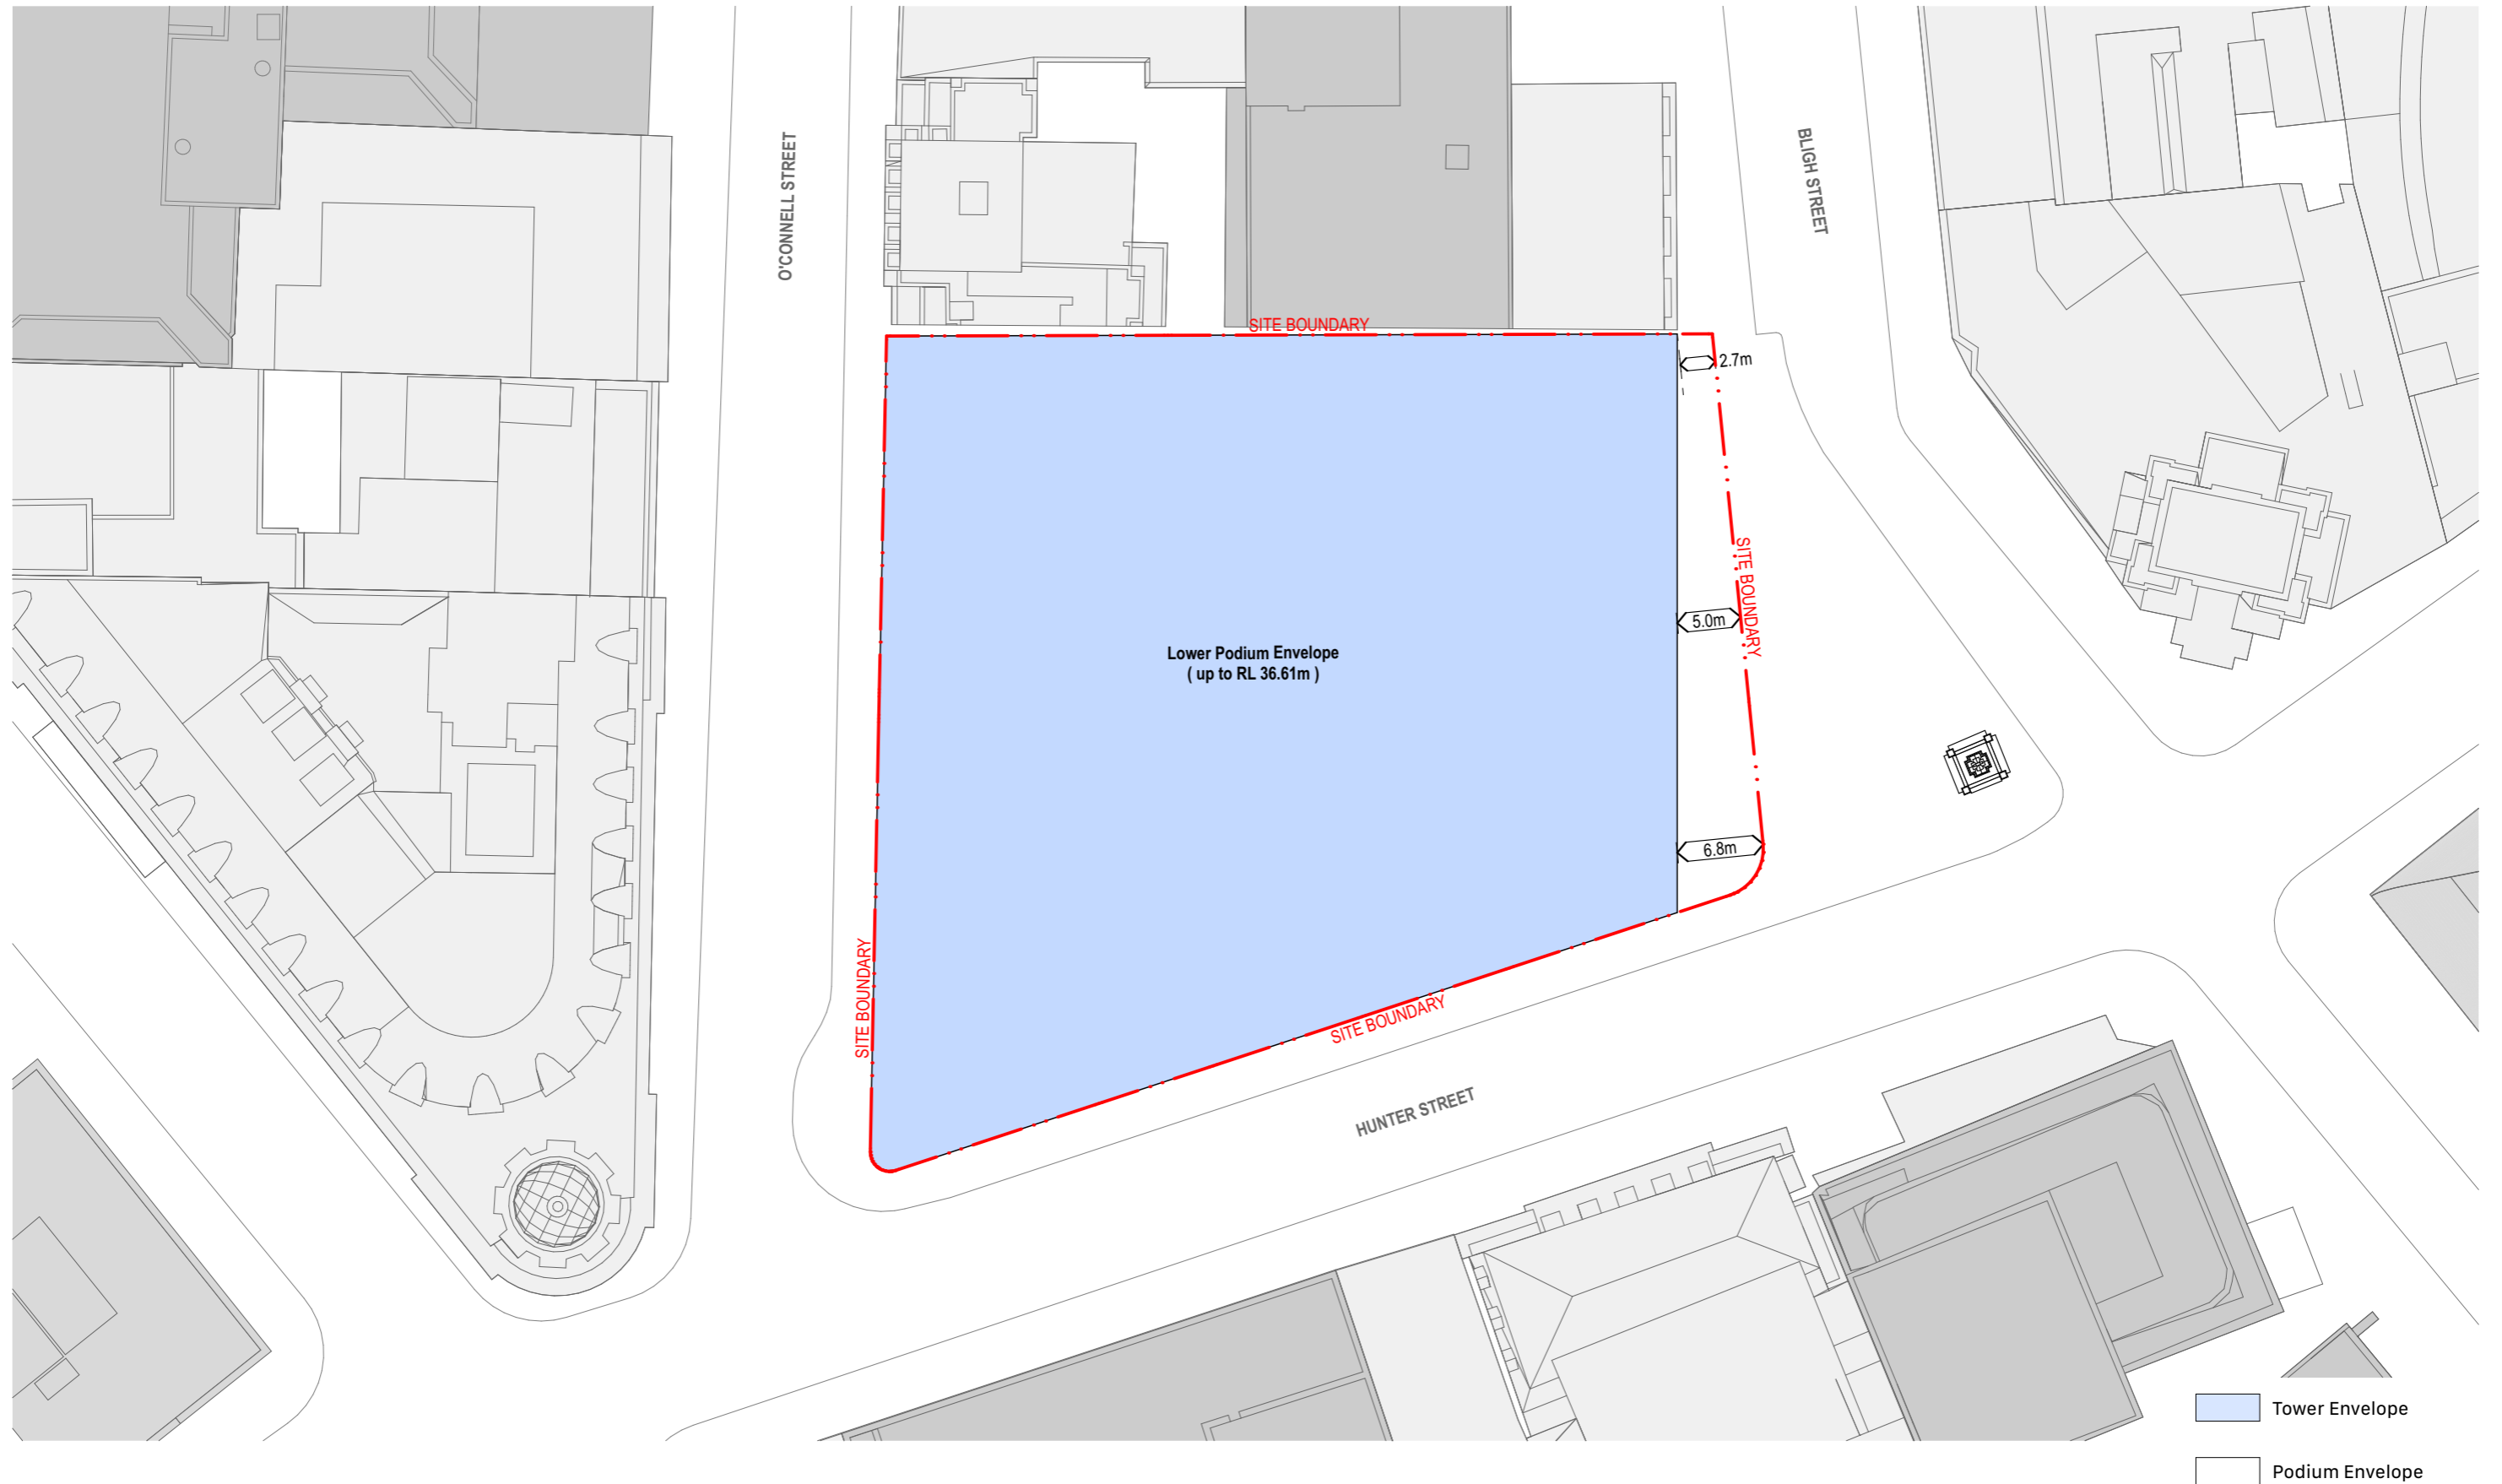 O'CONNELL STREET
BLIGH STREET
SITE BOUNDARY
2.7m
SITE BOUNDARY
5.0m
Lower Podium Envelope
( up to RL 36.61m )
6.8m
SITE BOUNDARY
SITE BOUNDARY
HUNTER STREET
Tower Envelope
Podium Envelope